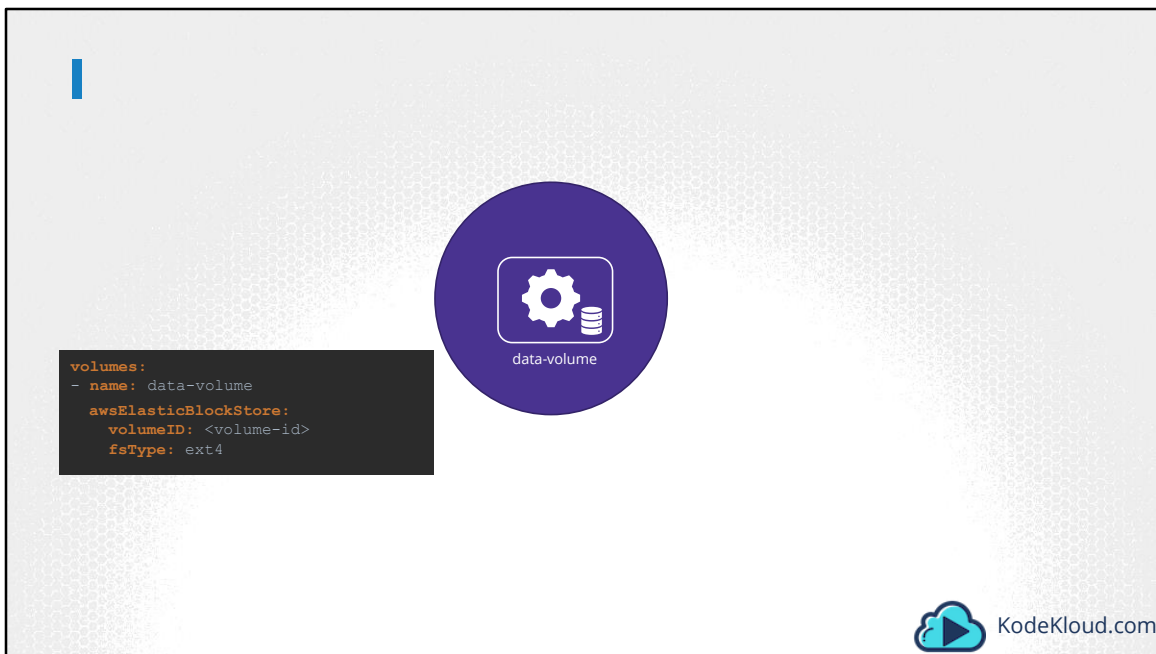 data-volume
volumes:
- name: data-volume
  awsElasticBlockStore:
    volumeID: <volume-id>
    fsType: ext4
KodeKloud.com